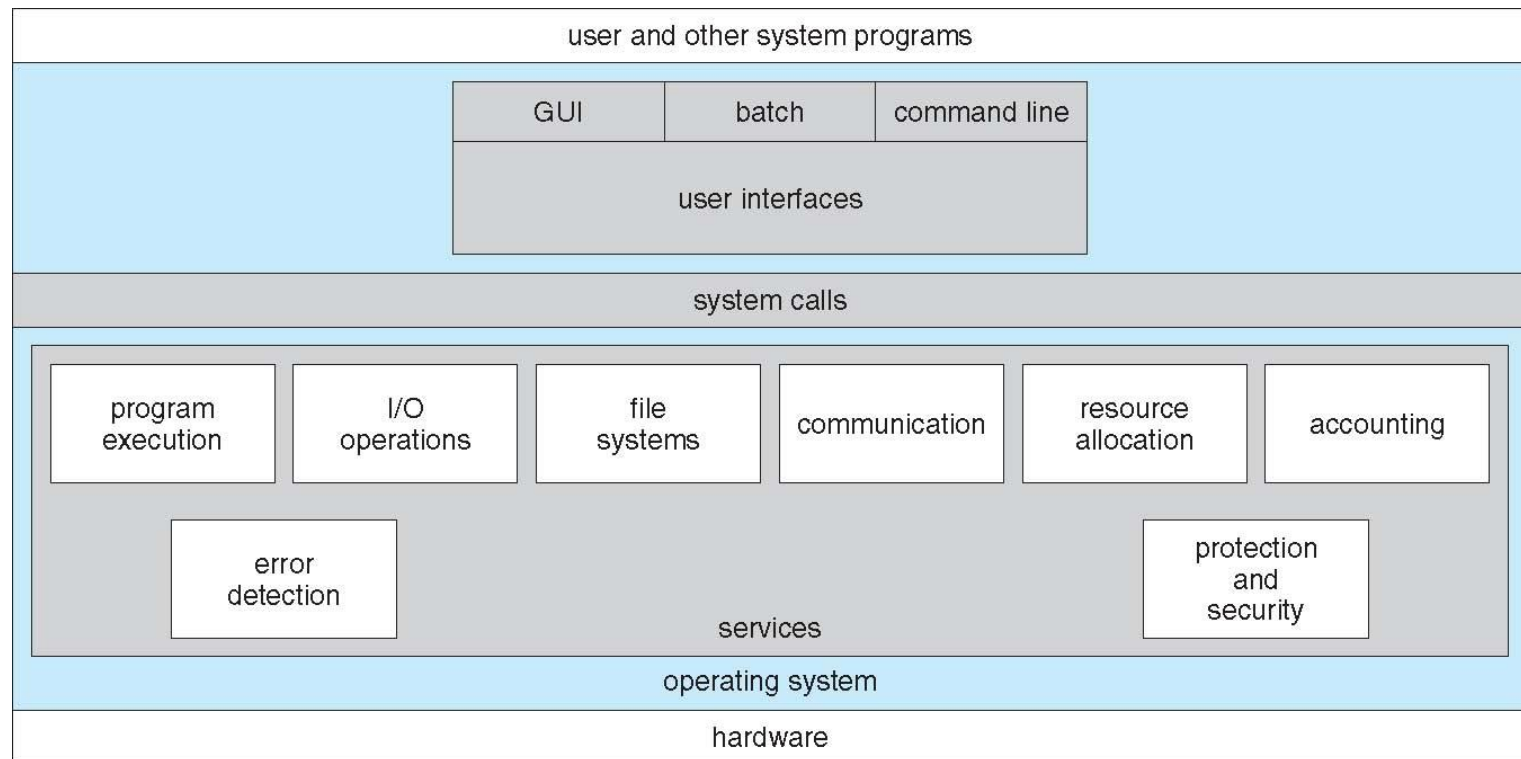 user and other system programs
GUI
batch
command line
user interfaces
system calls
program
execution
I/O
operations
file
systems
communication
resource
allocation
accounting
error
detection
protection
and
security
services
operating system
hardware